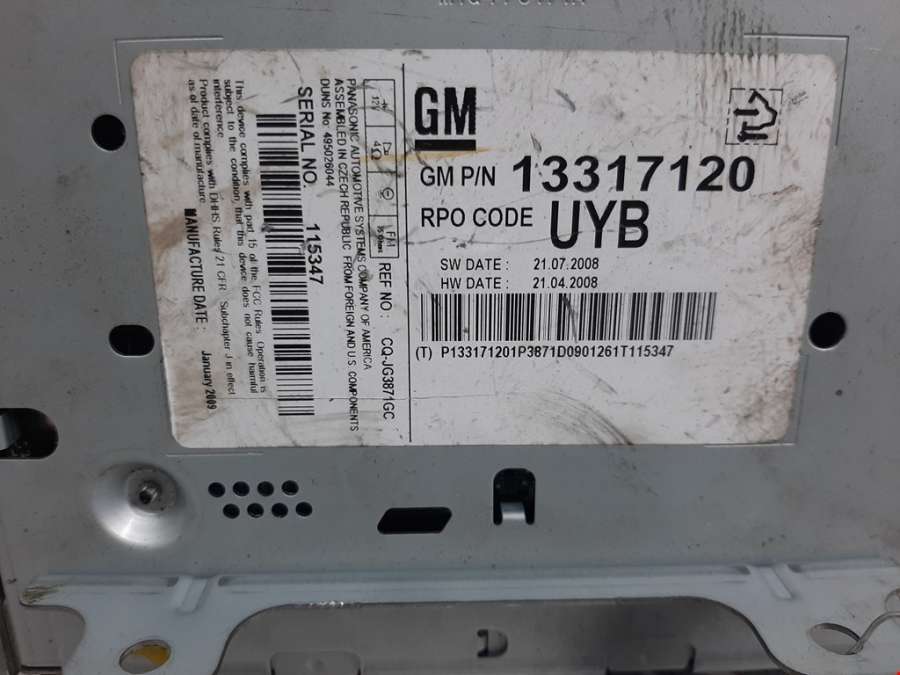 GM
GM P/N 13317120
RPO CODE UYB
SW DATE : 21.07.2008
HW DATE : 21.04.2008
(T) P133171201P3871D0901261T115347
REF NO : CQ-JG3871GC
12V
4Ω
FM
PANASONIC AUTOMOTIVE SYSTEMS COMPANY OF AMERICA
ASSEMBLED IN CZECH REPUBLIC FROM FOREIGN AND U.S. COMPONENTS
DUNS No 495026044
SERIAL NO. 115347
This device complies with part 15 of the FCC Rules. Operation is
subject to the condition, that this device does not cause harmful
interference
Product complies with DHHS Rules/21 CFR Subchapter J in effect
as of date of manufacture.
MANUFACTURE DATE : January 2009